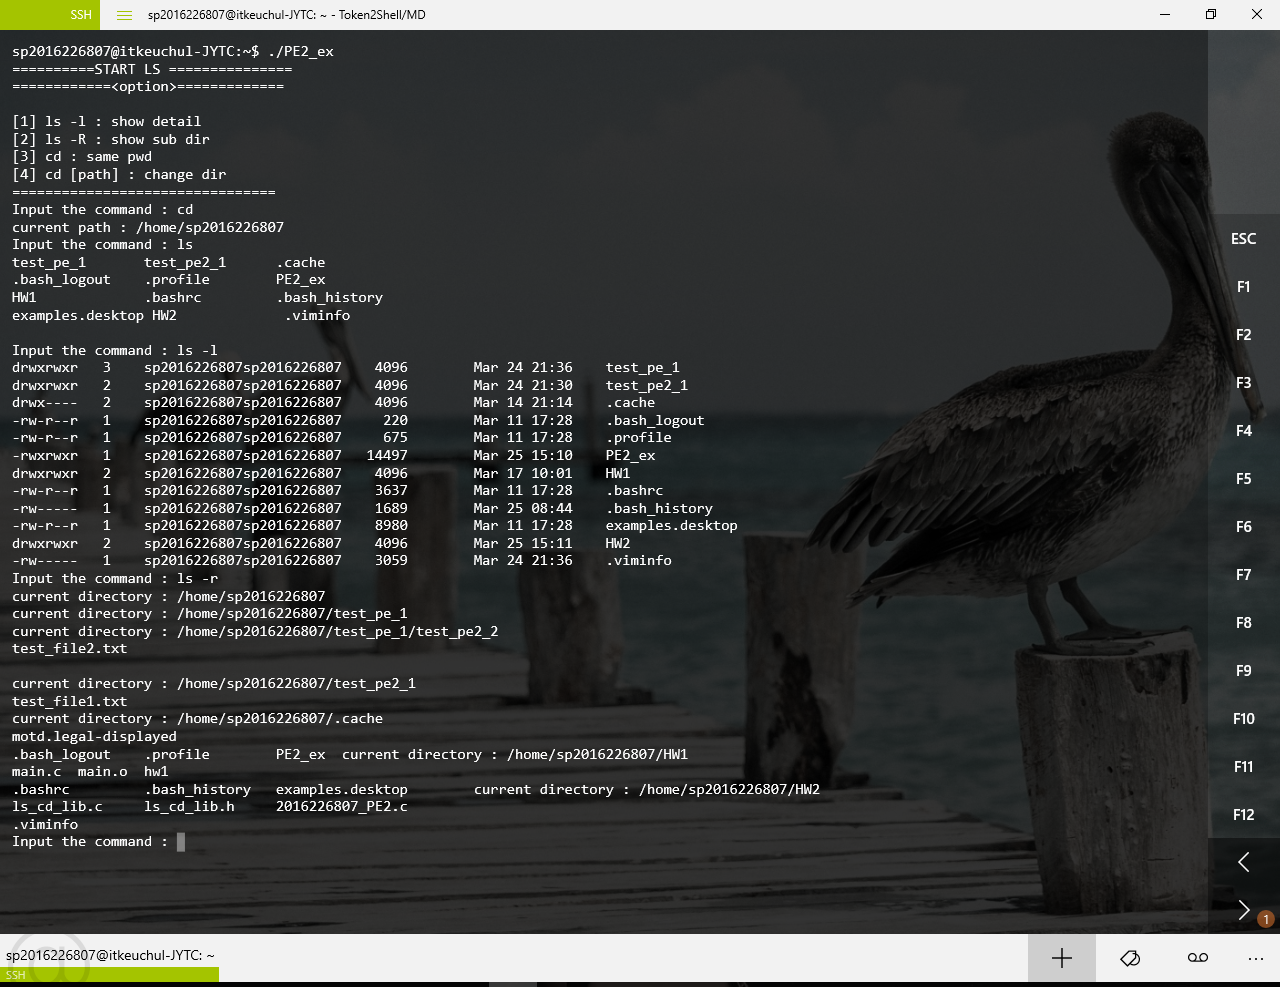 SSH sp2016226807@itkeuchul-JYTC: ~ - Token2Shell/MD
sp2016226807@itkeuchul-JYTC:~$ ./PE2_ex
==========START LS ===============
============<option>=============
[1] ls -l : show detail
[2] ls -R : show sub dir
[3] cd : same pwd
[4] cd [path] : change dir
================================
Input the command : cd
current path : /home/sp2016226807
Input the command : ls
test_pe_1       test_pe2_1      .cache
.bash_logout    .profile        PE2_ex
HW1             .bashrc         .bash_history
examples.desktop HW2             .viminfo
Input the command : ls -l
drwxrwxr   3    sp2016226807sp2016226807    4096        Mar 24 21:36    test_pe_1
drwxrwxr   2    sp2016226807sp2016226807    4096        Mar 24 21:30    test_pe2_1
drwx----   2    sp2016226807sp2016226807    4096        Mar 14 21:14    .cache
-rw-r--r   1    sp2016226807sp2016226807     220        Mar 11 17:28    .bash_logout
-rw-r--r   1    sp2016226807sp2016226807     675        Mar 11 17:28    .profile
-rwxrwxr   1    sp2016226807sp2016226807   14497        Mar 25 15:10    PE2_ex
drwxrwxr   2    sp2016226807sp2016226807    4096        Mar 17 10:01    HW1
-rw-r--r   1    sp2016226807sp2016226807    3637        Mar 11 17:28    .bashrc
-rw-----   1    sp2016226807sp2016226807    1689        Mar 25 08:44    .bash_history
-rw-r--r   1    sp2016226807sp2016226807    8980        Mar 11 17:28    examples.desktop
drwxrwxr   2    sp2016226807sp2016226807    4096        Mar 25 15:11    HW2
-rw-----   1    sp2016226807sp2016226807    3059        Mar 24 21:36    .viminfo
Input the command : ls -r
current directory : /home/sp2016226807
current directory : /home/sp2016226807/test_pe_1
current directory : /home/sp2016226807/test_pe_1/test_pe2_2
test_file2.txt
current directory : /home/sp2016226807/test_pe2_1
test_file1.txt
current directory : /home/sp2016226807/.cache
motd.legal-displayed
.bash_logout    .profile        PE2_ex  current directory : /home/sp2016226807/HW1
main.c  main.o  hw1
.bashrc         .bash_history   examples.desktop        current directory : /home/sp2016226807/HW2
ls_cd_lib.c     ls_cd_lib.h     2016226807_PE2.c
.viminfo
Input the command :
ESC
F1
F2
F3
F4
F5
F6
F7
F8
F9
F10
F11
F12
1
sp2016226807@itkeuchul-JYTC: ~
SSH